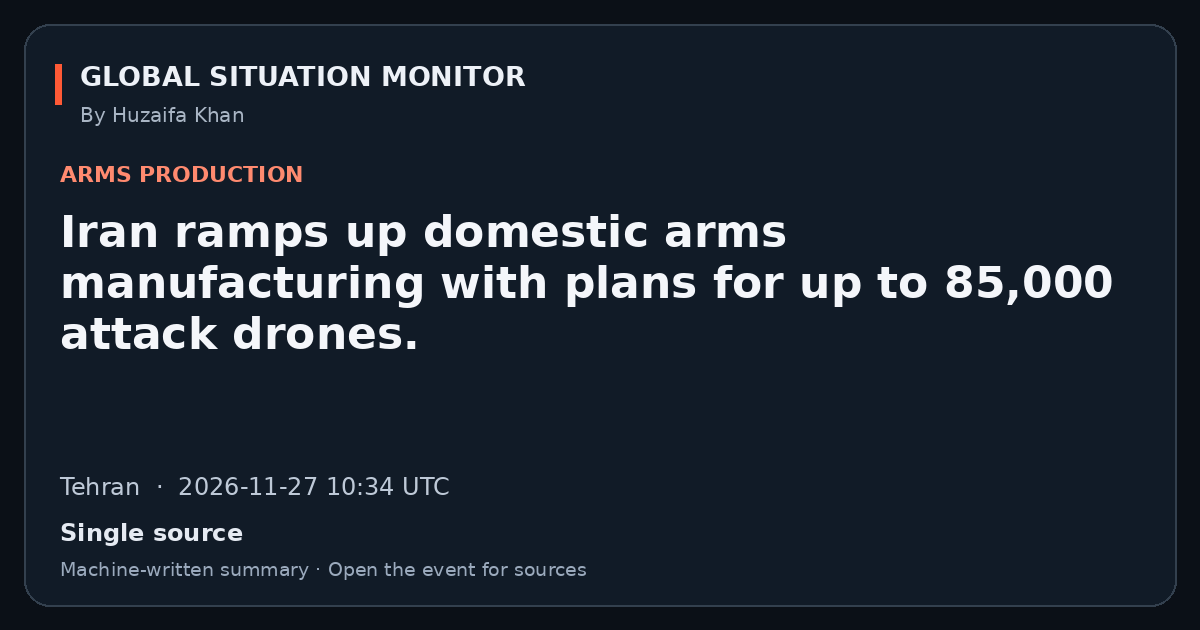 GLOBAL SITUATION MONITOR
By Huzaifa Khan
ARMS PRODUCTION
Iran ramps up domestic arms
manufacturing with plans for up to 85,000
attack drones.
Tehran · 2026-11-27 10:34 UTC
Single source
Machine-written summary · Open the event for sources